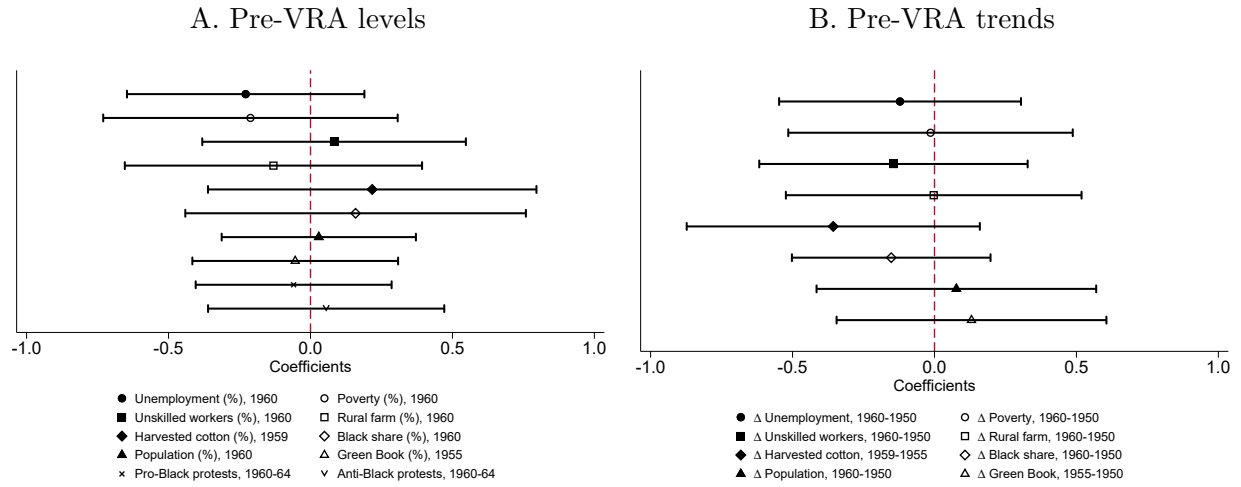 A. Pre-VRA levels
-1.0 -0.5 0.0 0.5 1.0
Coefficients
Unemployment (%), 1960 Poverty (%), 1960
Unskilled workers (%), 1960 Rural farm (%), 1960
Harvested cotton (%), 1959 Black share (%), 1960
Population (%), 1960 Green Book (%), 1955
Pro-Black protests, 1960-64 Anti-Black protests, 1960-64
B. Pre-VRA trends
-1.0 -0.5 0.0 0.5 1.0
Coefficients
Δ Unemployment, 1960-1950 Δ Poverty, 1960-1950
Δ Unskilled workers, 1960-1950 Δ Rural farm, 1960-1950
Δ Harvested cotton, 1959-1955 Δ Black share, 1960-1950
Δ Population, 1960-1950 Δ Green Book, 1955-1950